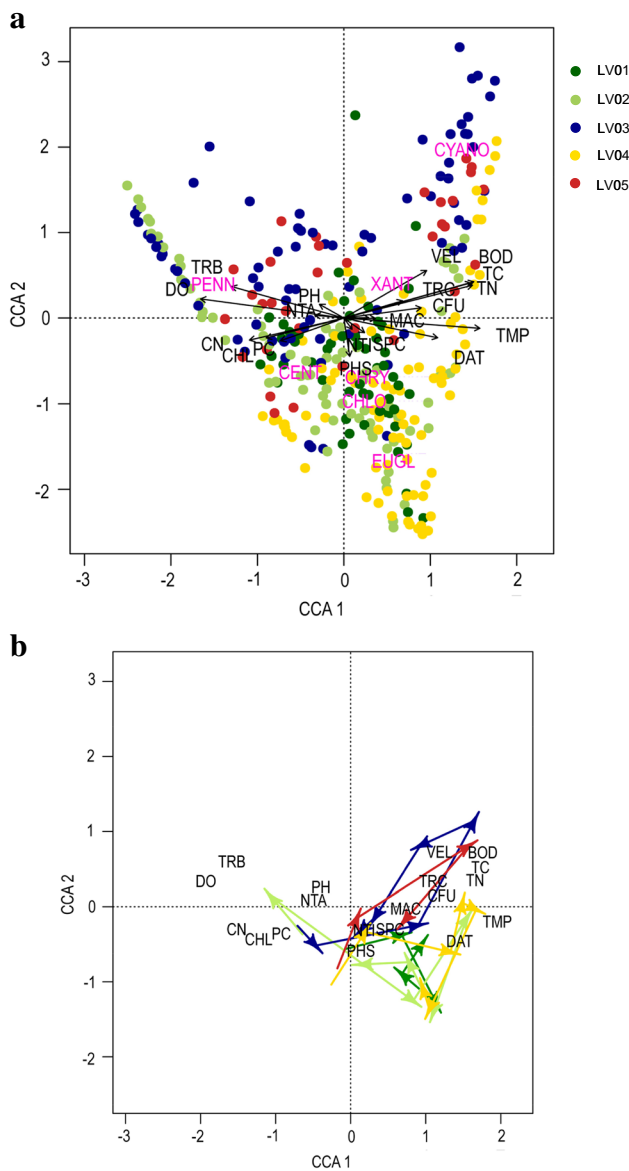 a
3
2
1
0
-1
-2
CCA 2
LV01
LV02
LV03
LV04
LV05
CYANO
VEL
BOD
TC
TRB
PENN
XANT
TRC
TN
DO
PH
CFU
NTA
MAC
TMP
CN
PC
NTISPC
CHL
DAT
PHS
CENT
CHRY
CHLO
EUGL
-3
-2
-1
0
1
2
CCA 1
b
3
2
1
0
-1
-2
CCA 2
VEL
BOD
TRB
TC
DO
TRC
TN
PH
CFU
NTA
MAC
TMP
CN
PC
CHL
DAT
PHS
-3
-2
-1
0
1
2
CCA 1